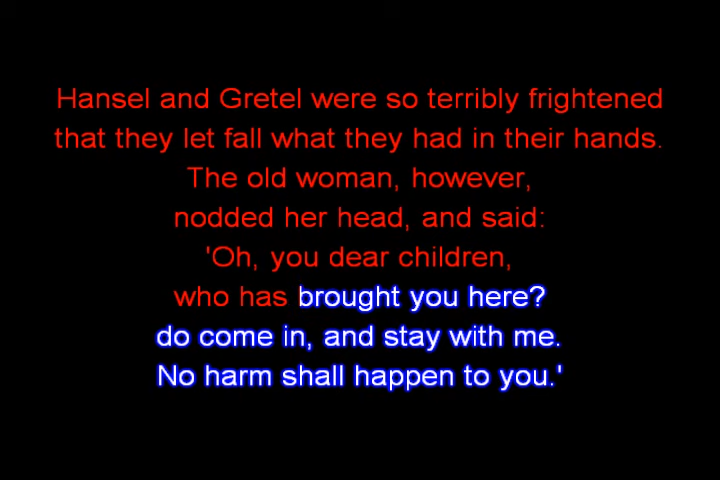 Hansel and Gretel were so terribly frightened
that they let fall what they had in their hands.
The old woman, however,
nodded her head, and said:
'Oh, you dear children,
who has brought you here?
do come in, and stay with me.
No harm shall happen to you.'